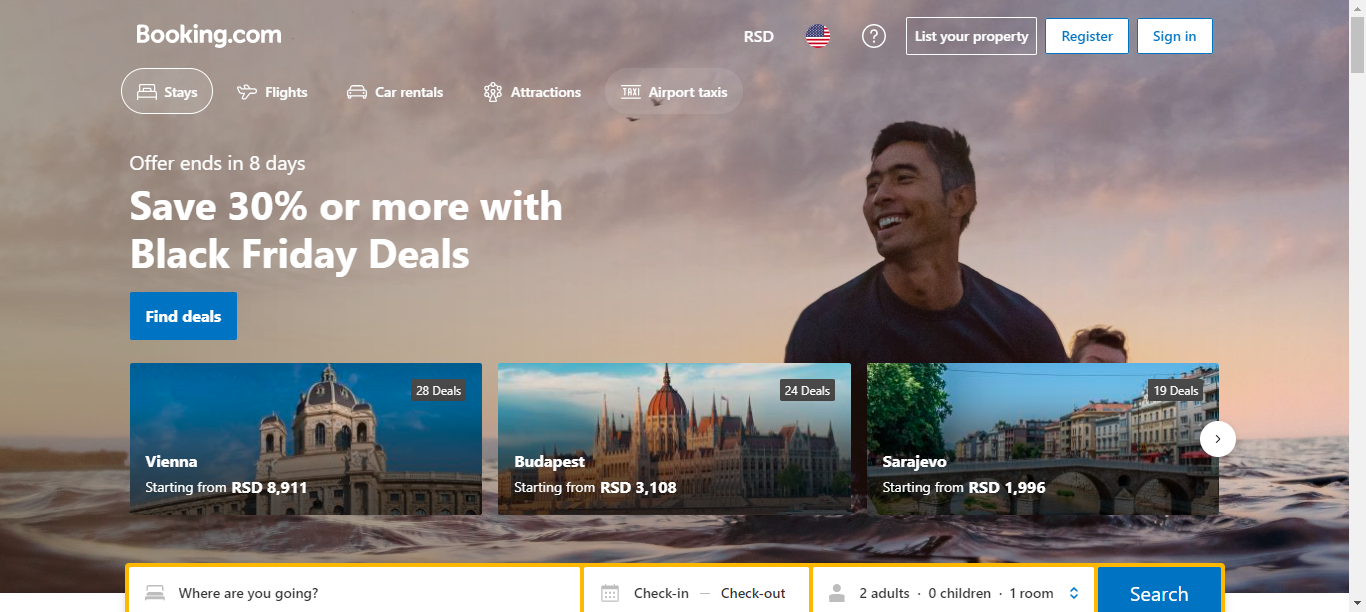 Booking.com
RSD
List your property
Register
Sign in
Stays
Flights
Car rentals
Attractions
TAXI Airport taxis
Offer ends in 8 days
Save 30% or more with
Black Friday Deals
Find deals
28 Deals
Vienna
Starting from RSD 8,911
24 Deals
Budapest
Starting from RSD 3,108
19 Deals
Sarajevo
Starting from RSD 1,996
Where are you going?
Check-in — Check-out
2 adults · 0 children · 1 room
Search